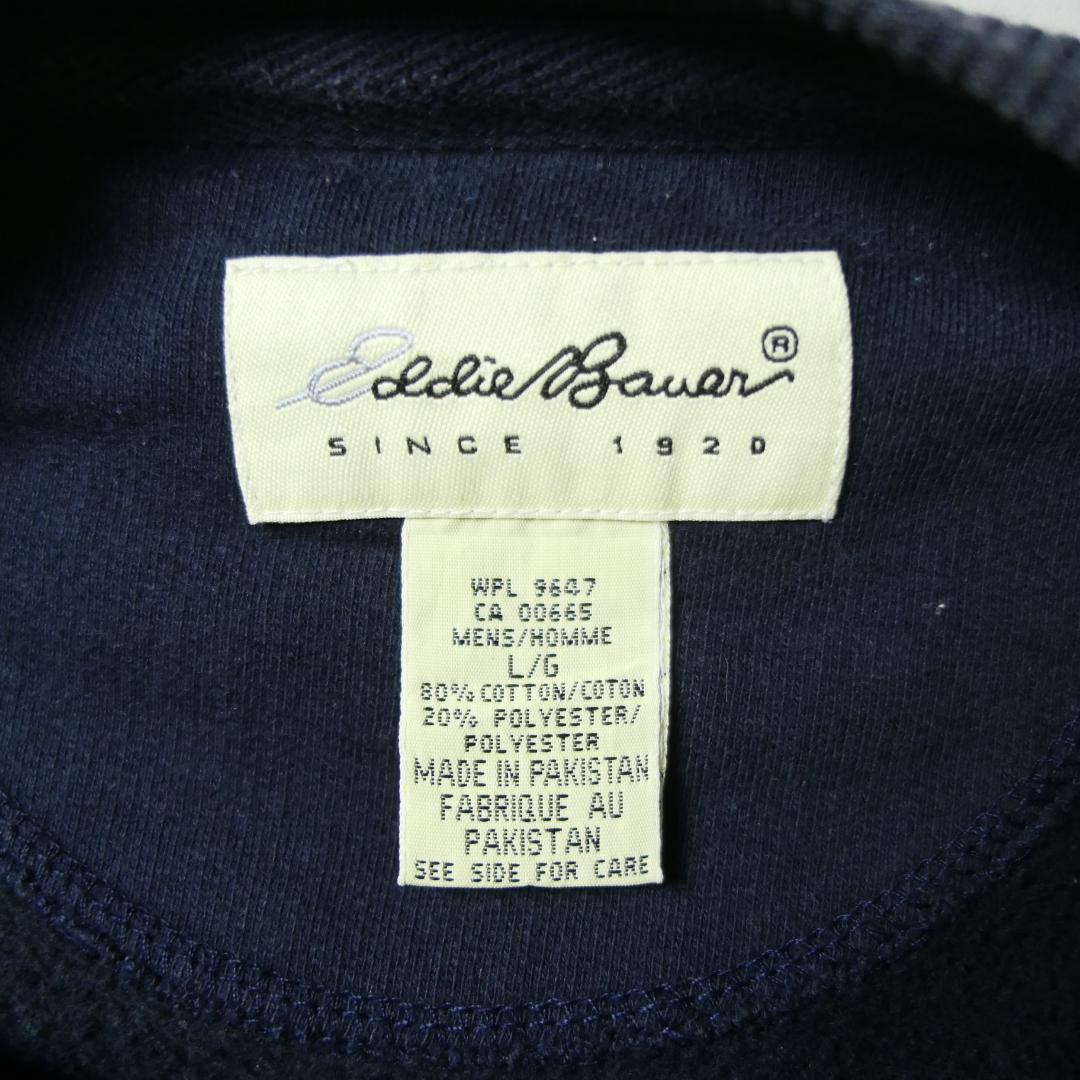 Eddie Bauer ®
SINCE 1920
WPL 9647
CA 00665
MENS/HOMME
L/G
80% COTTON/COTON
20% POLYESTER/
POLYESTER
MADE IN PAKISTAN
FABRIQUE AU
PAKISTAN
SEE SIDE FOR CARE